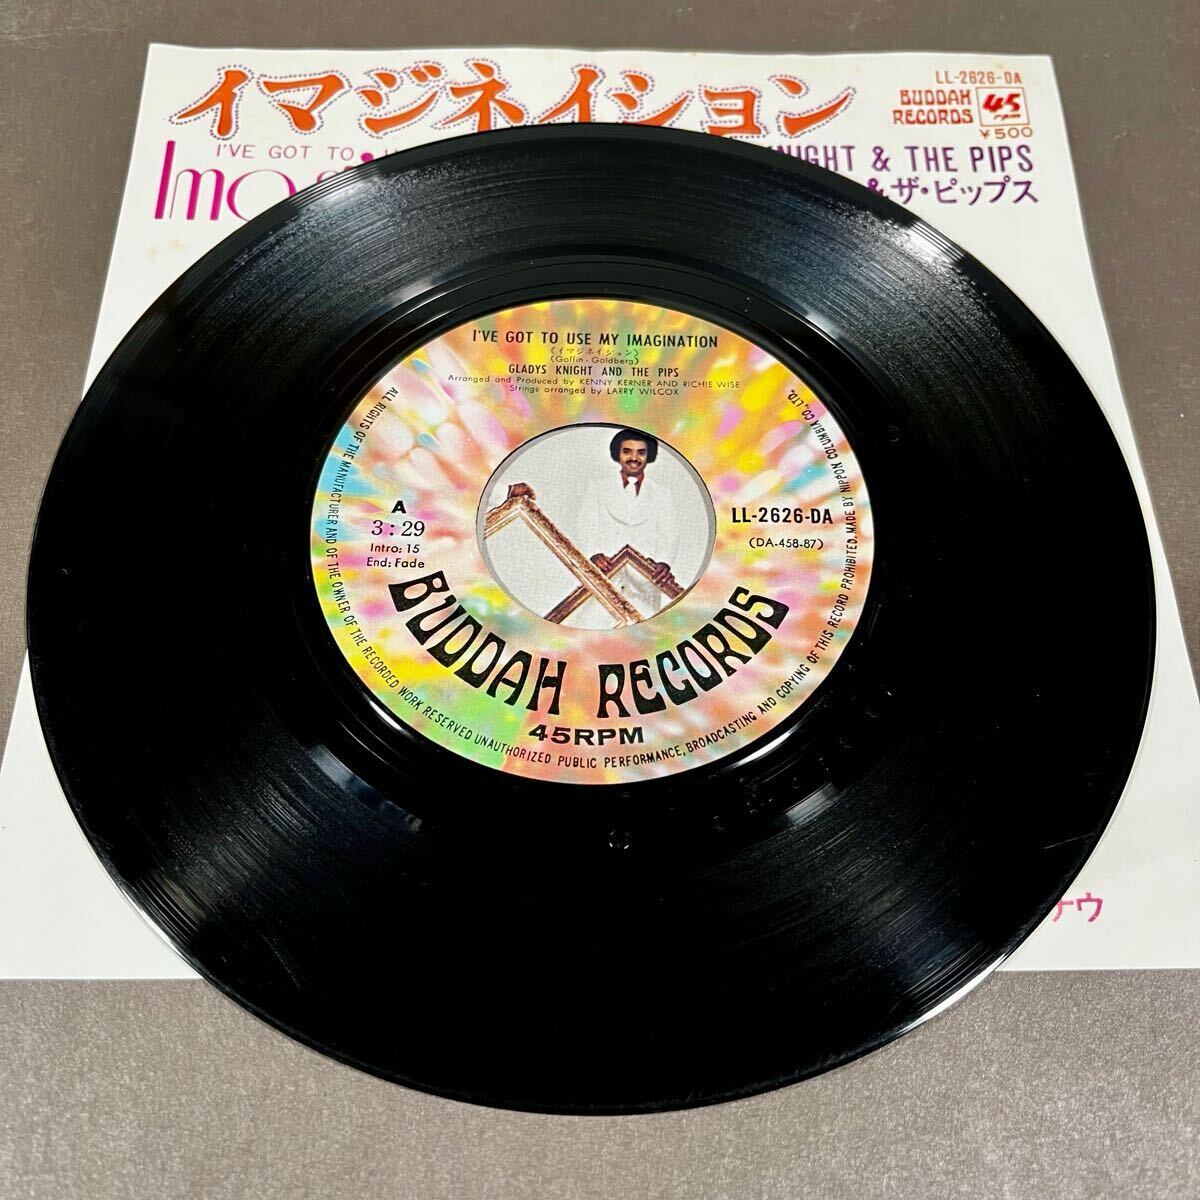 イマジネイション
LL-2626-DA
BUDDAH
RECORDS
45
rpm
¥500
I'VE GOT TO
KNIGHT & THE PIPS
&ザ・ピップス
I'VE GOT TO USE MY IMAGINATION
(イマジネイション)
(Goffin-Goldberg)
GLADYS KNIGHT AND THE PIPS
Arranged and Produced by KENNY KERNER AND RICHIE WISE
Strings arranged by LARRY WILCOX
A
3:29
Intro: 15
End: Fade
LL-2626-DA
(DA-458-87)
BUDDAH RECORDS
45RPM
ALL RIGHTS OF THE MANUFACTURER AND OF THE OWNER OF THE RECORDED WORK RESERVED UNAUTHORIZED PUBLIC PERFORMANCE, BROADCASTING AND COPYING OF THIS RECORD PROHIBITED. MADE BY NIPPON COLUMBIA CO., LTD.
ナウ